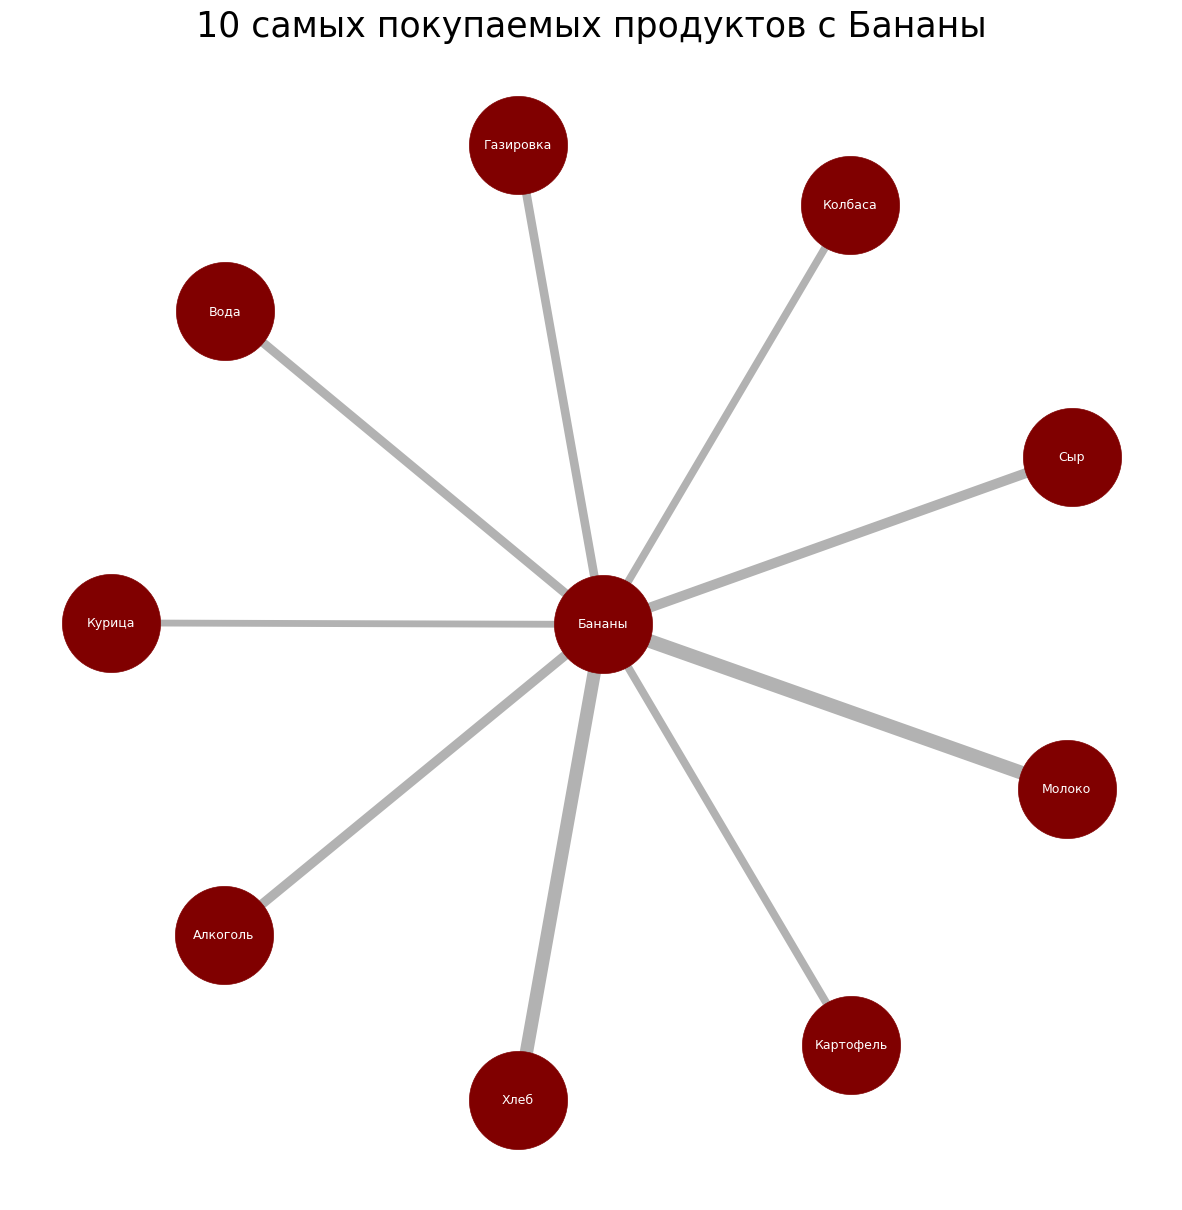 10 самых покупаемых продуктов с Бананы
Газировка
Колбаса
Вода
Сыр
Курица
Бананы
Молоко
Алкоголь
Картофель
Хлеб